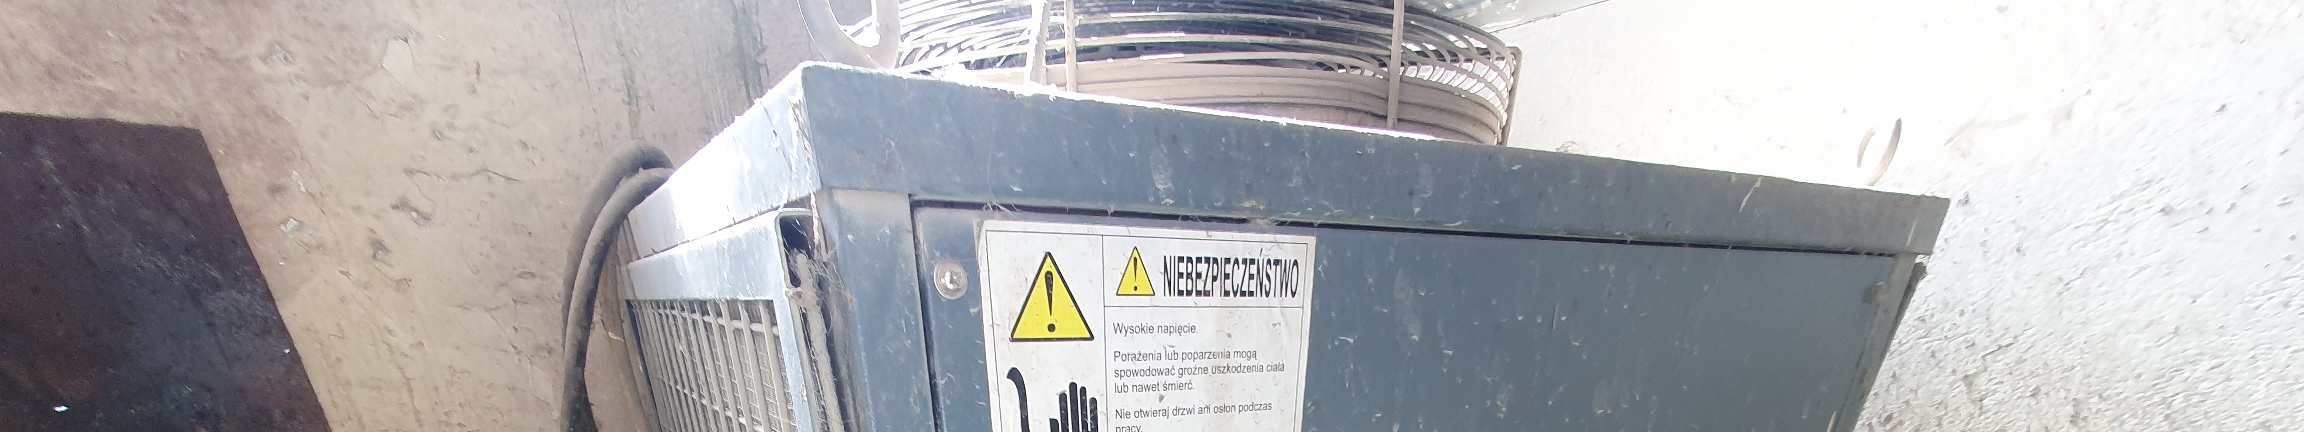 NIEBEZPIECZEŃSTWO
Wysokie napięcie
Porażenia lub poparzenia mogą
spowodować groźne uszkodzenia ciała
lub nawet śmierć.
Nie otwieraj drzwi ani osłon podczas
pracy.